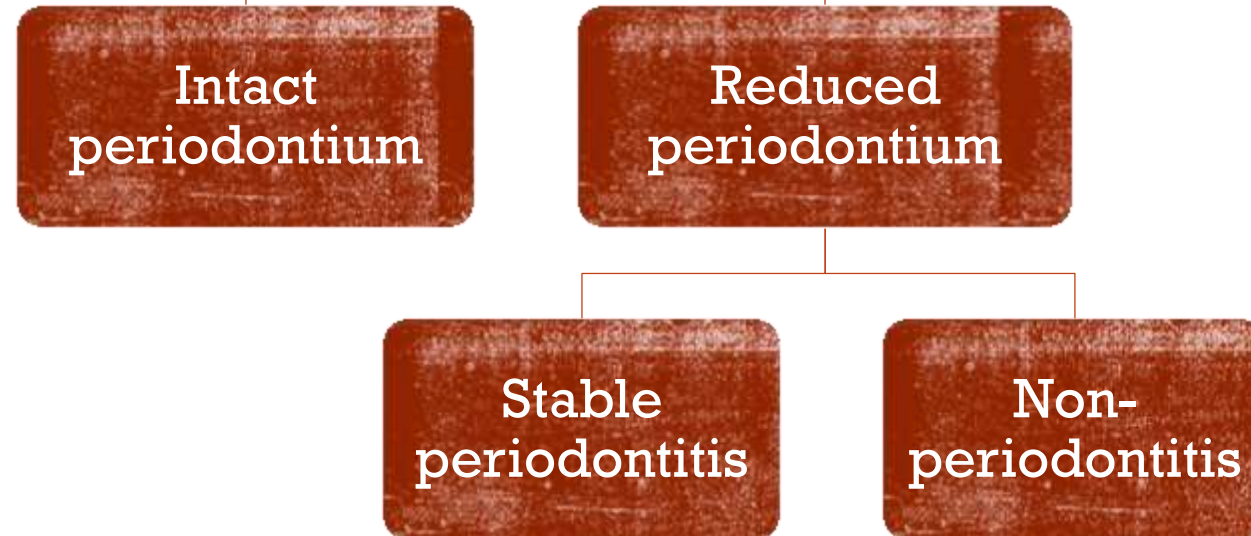 Intact
periodontium
Reduced
periodontium
Stable
periodontitis
Non-
periodontitis